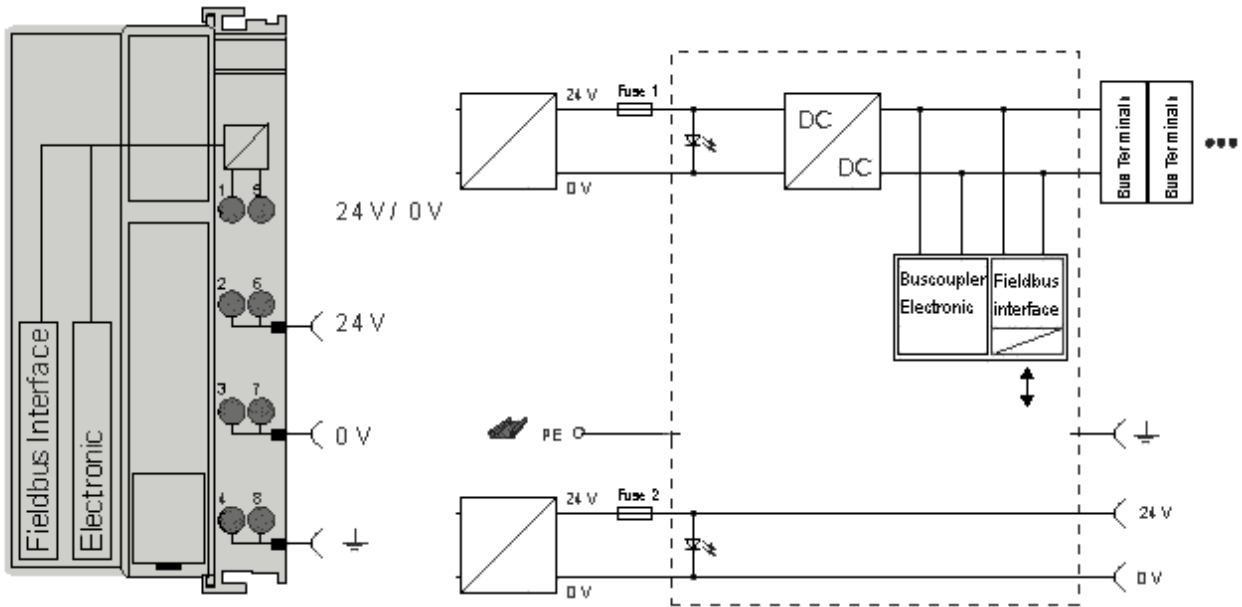 1 5
24 V / 0 V
2 6
24 V
3 7
0 V
4 8
Fieldbus Interface
Electronic
24 V
Fuse 1
0 V
DC
DC
Bus Terminals
Bus Terminals
Buscoupler
Electronic
Fieldbus
interface
PE
24 V
Fuse 2
0 V
24 V
0 V